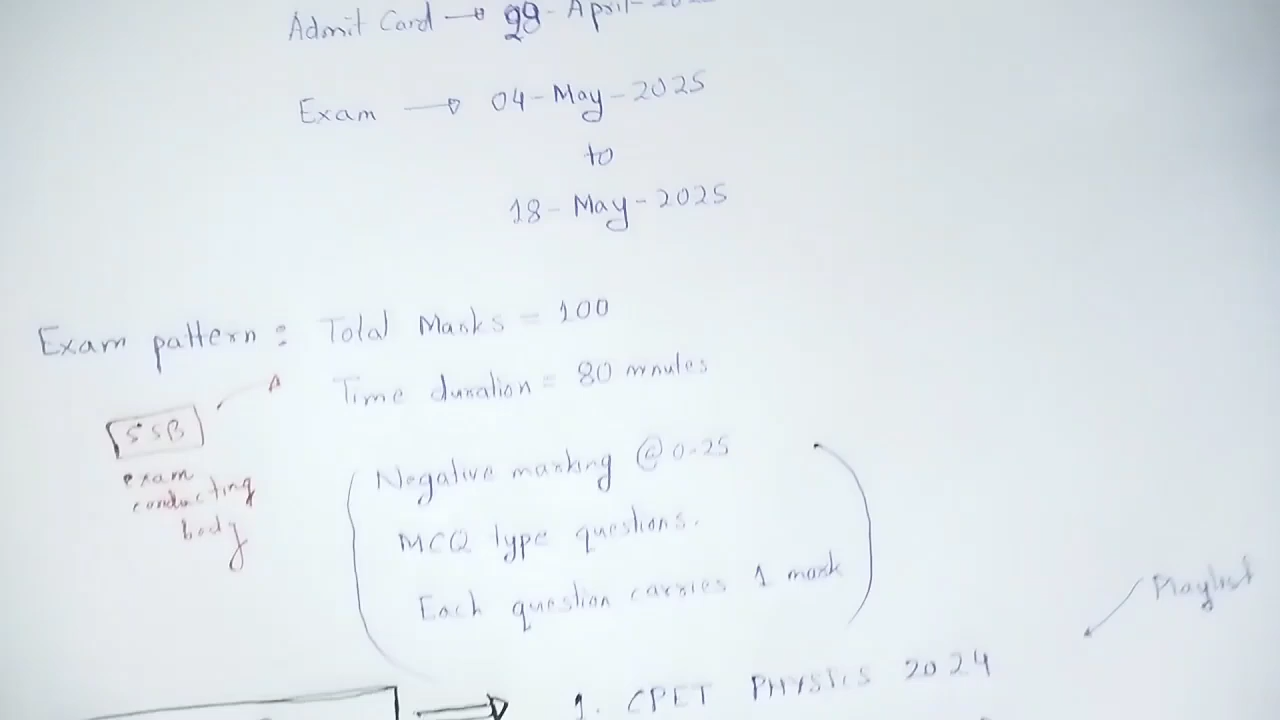 Admit Card → - April-
Exam → 04-May-2025
to
18-May-2025
Exam pattern : Total Marks = 100
Time duration = 80 minutes
SSB
exam
conducting
body
Negative marking @ 0.25
MCQ type questions.
Each question carries 1 mark
Playlist
1. CPET PHYSICS 2024